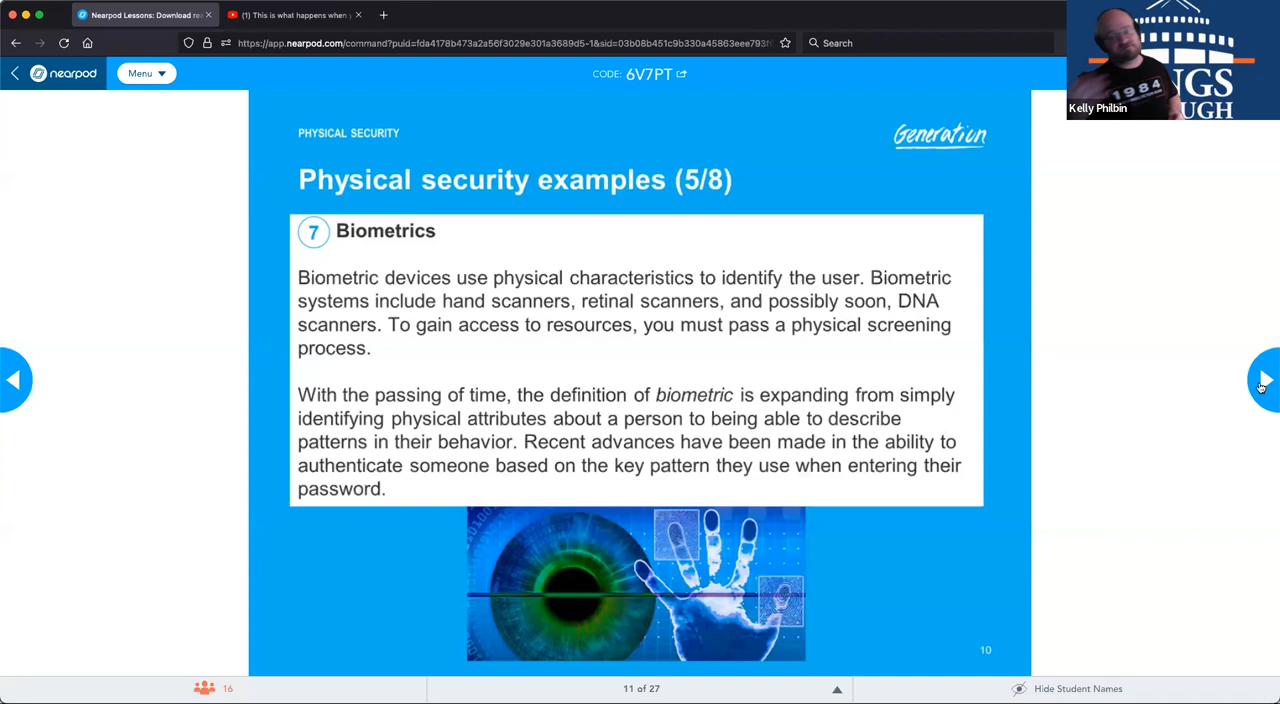 Nearpod Lessons: Download rea
(1) This is what happens when y
https://app.nearpod.com/command?puid=fda4178b473a2a56f3029e301a3689d5-1&sid=03b08b451c9b330a45863eee793f
Search
nearpod
Menu
CODE: 6V7PT
1984
NGS
OUGH
Kelly Philbin
PHYSICAL SECURITY
Generation
Physical security examples (5/8)
7 Biometrics
Biometric devices use physical characteristics to identify the user. Biometric
systems include hand scanners, retinal scanners, and possibly soon, DNA
scanners. To gain access to resources, you must pass a physical screening
process.
With the passing of time, the definition of biometric is expanding from simply
identifying physical attributes about a person to being able to describe
patterns in their behavior. Recent advances have been made in the ability to
authenticate someone based on the key pattern they use when entering their
password.
10
16
11 of 27
Hide Student Names